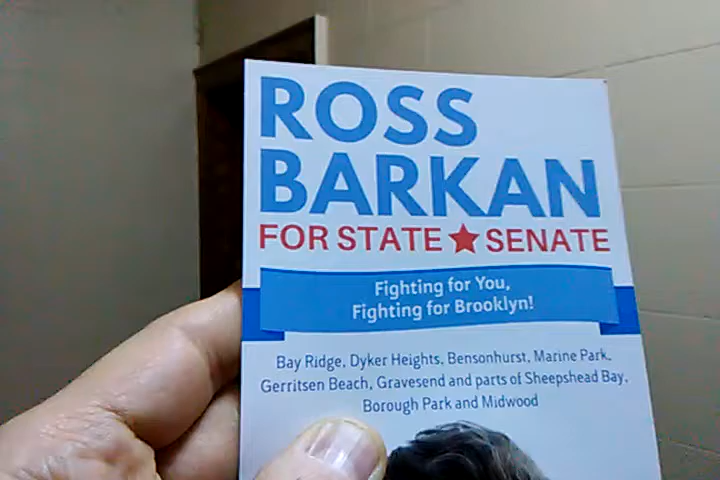 ROSS
BARKAN
FOR STATE ★ SENATE
Fighting for You,
Fighting for Brooklyn!
Bay Ridge, Dyker Heights, Bensonhurst, Marine Park,
Gerritsen Beach, Gravesend and parts of Sheepshead Bay,
Borough Park and Midwood